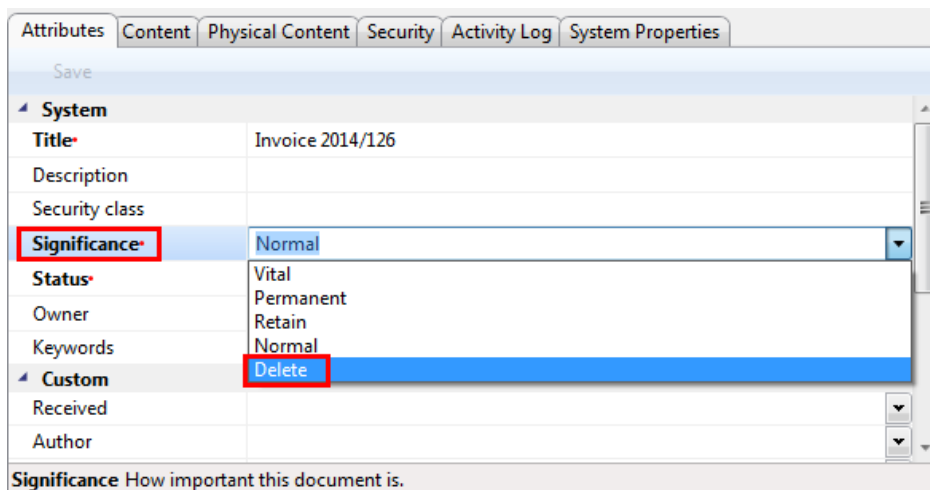 Attributes Content Physical Content Security Activity Log System Properties
Save
System
Title• Invoice 2014/126
Description
Security class
Significance• Normal
Vital
Status•
Permanent
Owner
Retain
Keywords
Normal
Delete
Custom
Received
Author
Significance How important this document is.